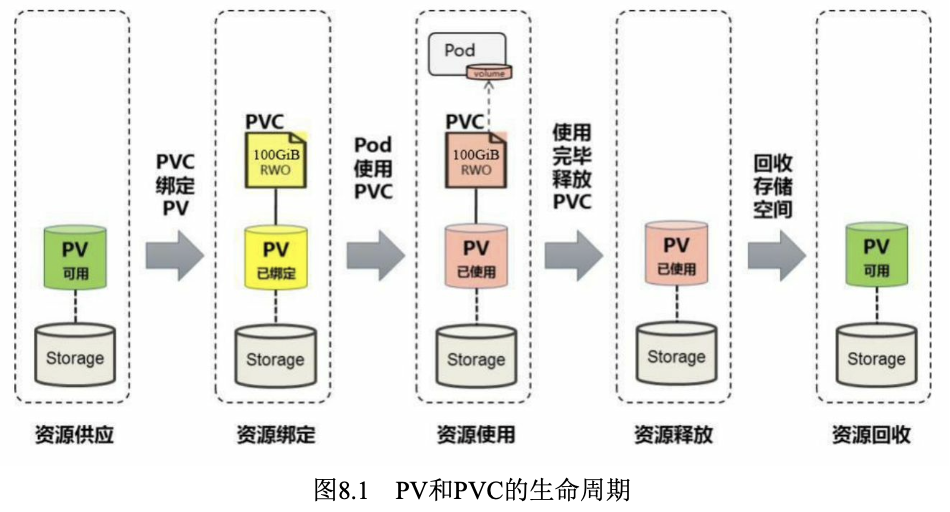 Pod
volume
PVC
100GiB
RWO
PVC
100GiB
RWO
PVC
绑定
PV
Pod
使用
PVC
使用
完毕
释放
PVC
回收
存储
空间
PV
可用
PV
已绑定
PV
已使用
PV
已使用
PV
可用
Storage
Storage
Storage
Storage
Storage
资源供应
资源绑定
资源使用
资源释放
资源回收
图8.1 PV和PVC的生命周期